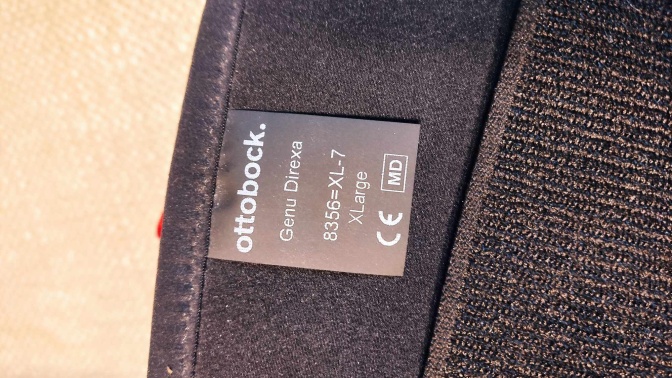 ottobock.
Genu Direxa
8356=XL-7
XLarge
CE MD